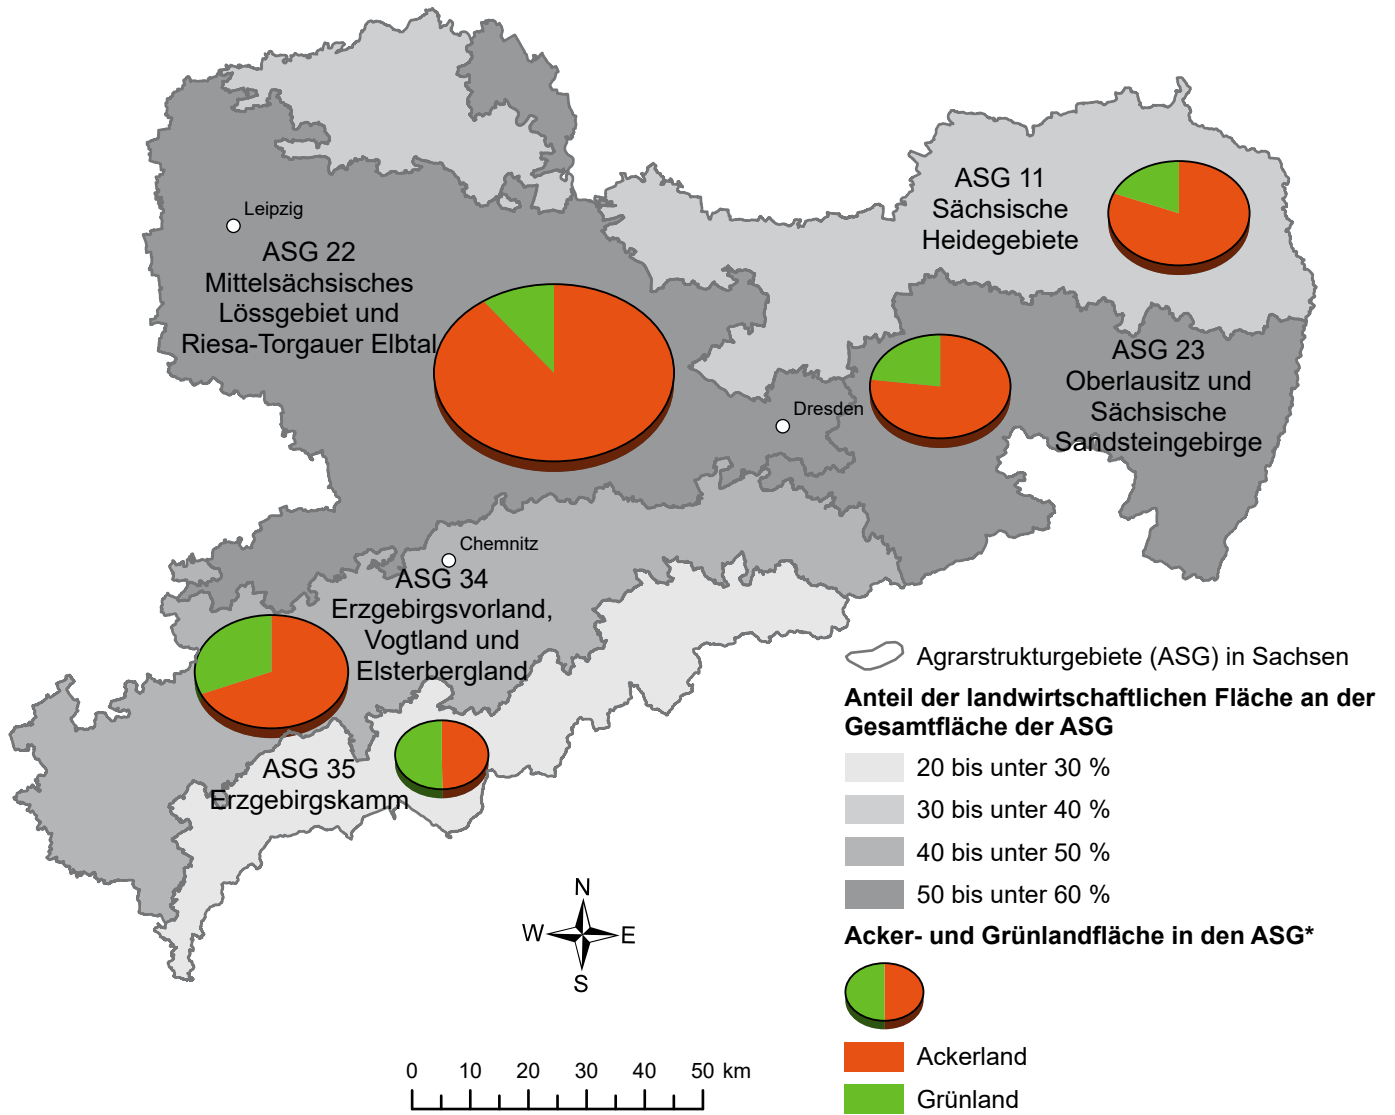 ASG 11
Sächsische
Heidegebiete
Leipzig
ASG 22
Mittelsächsisches
Lössgebiet und
Riesa-Torgauer Elbtal
ASG 23
Oberlausitz und
Sächsische
Sandsteingebirge
Dresden
Chemnitz
ASG 34
Erzgebirgsvorland,
Vogtland und
Elsterbergland
ASG 35
Erzgebirgskamm
Agrarstrukturgebiete (ASG) in Sachsen
Anteil der landwirtschaftlichen Fläche an der
Gesamtfläche der ASG
20 bis unter 30 %
30 bis unter 40 %
40 bis unter 50 %
50 bis unter 60 %
Acker- und Grünlandfläche in den ASG*
Ackerland
Grünland
N
W E
S
0 10 20 30 40 50 km